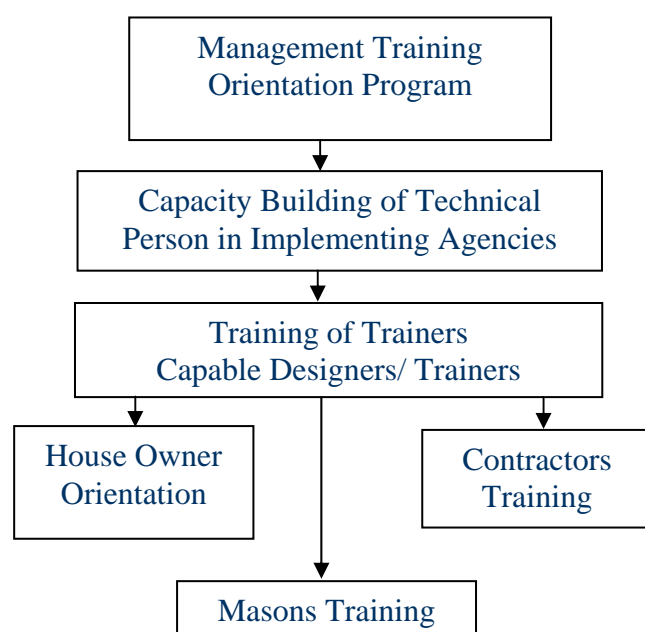 Management Training
Orientation Program
Capacity Building of Technical
Person in Implementing Agencies
Training of Trainers
Capable Designers/ Trainers
House Owner
Orientation
Contractors
Training
Masons Training